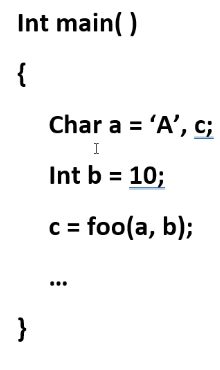 Int main( )
{
Char a = ‘A’, c;
Int b = 10;
c = foo(a, b);
...
}